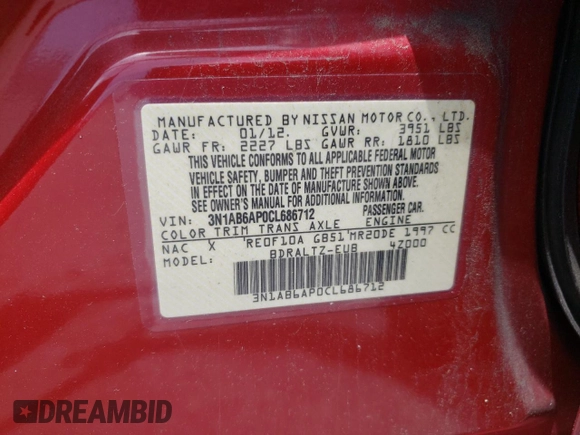 MANUFACTURED BY NISSAN MOTOR CO., LTD.
DATE: 01/12. GVWR: 3951 LBS
GAWR FR: 2227 LBS GAWR RR: 1810 LBS
THIS VEHICLE CONFORMS TO ALL APPLICABLE FEDERAL MOTOR
VEHICLE SAFETY, BUMPER AND THEFT PREVENTION STANDARDS
IN EFFECT ON THE DATE OF MANUFACTURE SHOWN ABOVE.
SEE OWNER'S MANUAL FOR ADDITIONAL INFORMATION.
VIN: 3N1AB6AP0CL686712 PASSENGER CAR.
COLOR TRIM TRANS AXLE ENGINE
NAC X RE0F10A GB51 MR20DE 1997 CC
MODEL: BDRALTZ-EUB 4Z000
3N1AB6AP0CL686712
DREAMBID